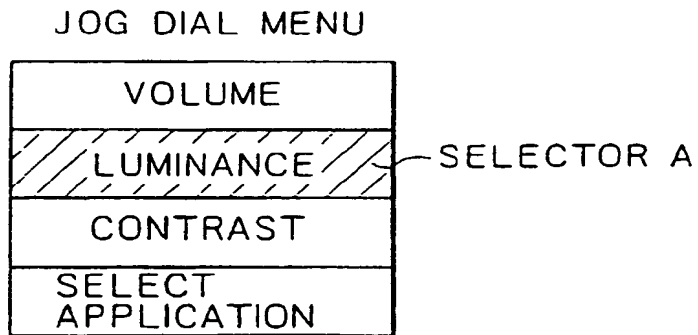 JOG DIAL MENU
VOLUME
LUMINANCE
SELECTOR A
CONTRAST
SELECT
APPLICATION